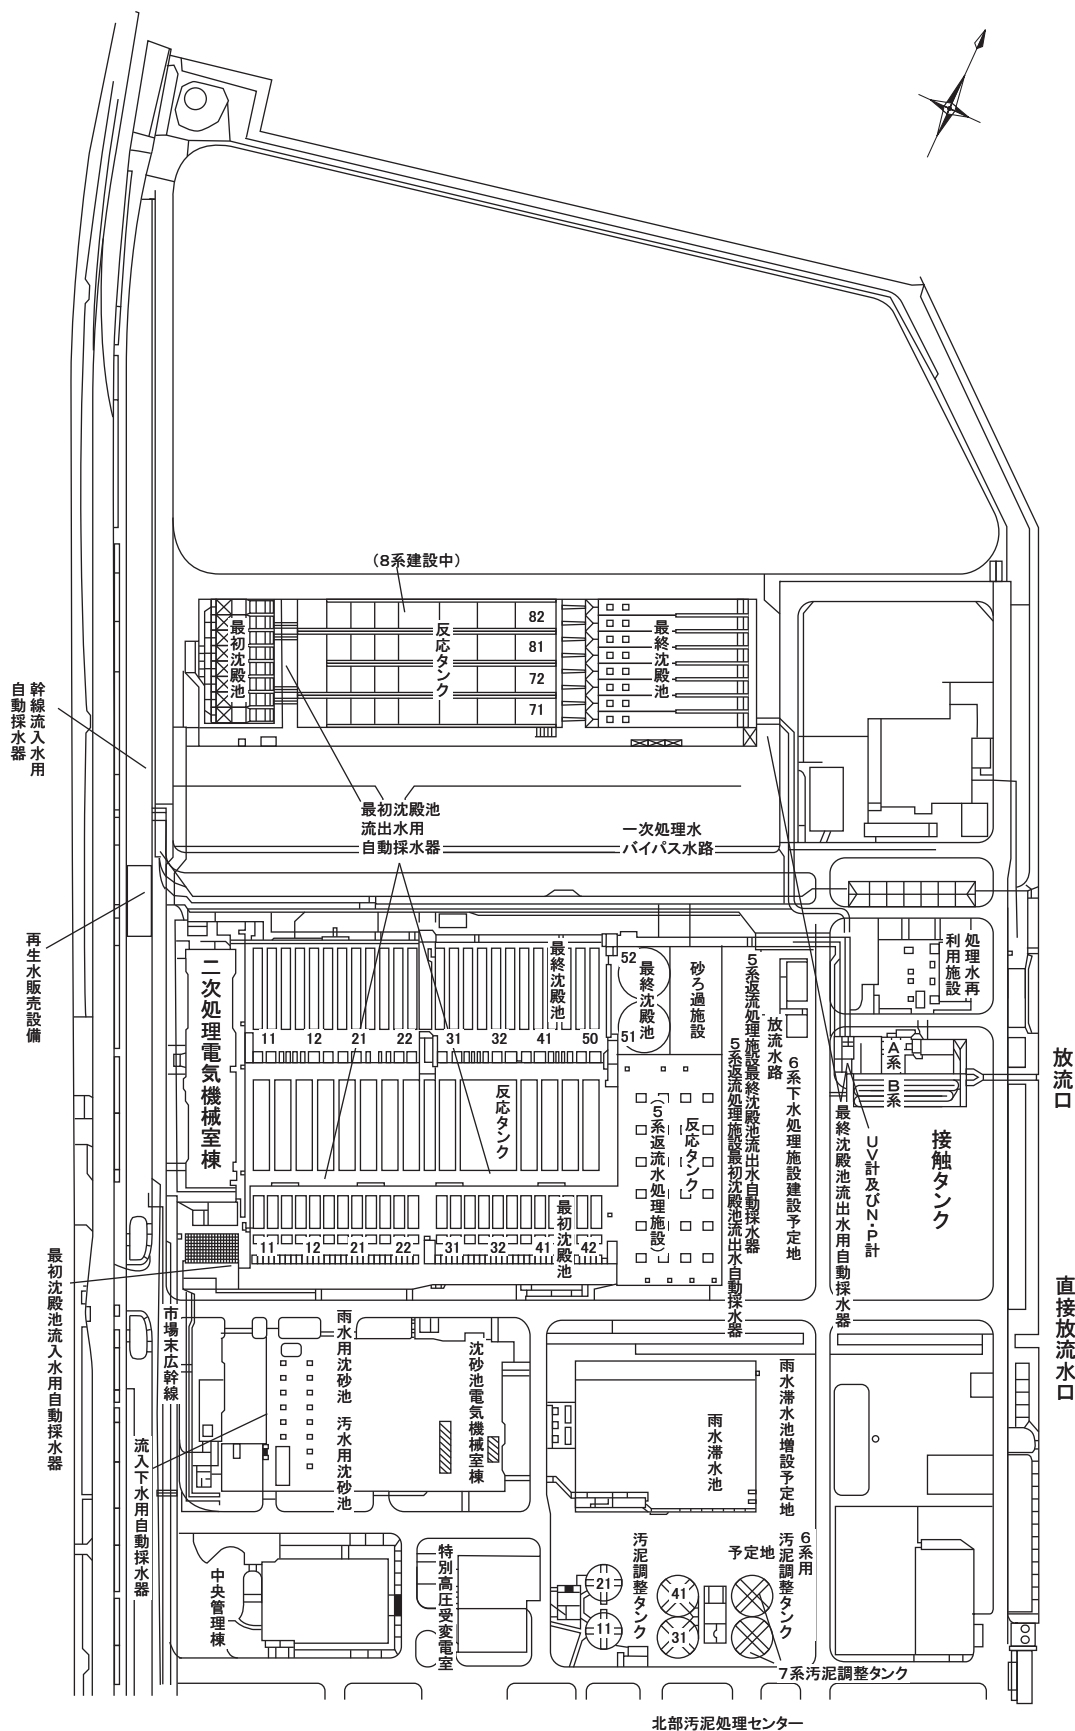 (8系建設中)
最初沈殿池
反応タンク
最終沈殿池
82
81
72
71
幹線流入水用
自動採水器
最初沈殿池
流出水用
自動採水器
一次処理水
バイパス水路
再生水販売設備
二次処理電気機械室棟
最終沈殿池
52
最終沈殿池
51
砂ろ過施設
11
12
21
22
31
32
41
50
反応タンク
反応タンク
(5系返流水処理施設)
5系返流処理施設最終沈殿池流出水自動採水器
5系返流処理施設最初沈殿池流出水自動採水器
放流水路
6系下水処理施設建設予定地
処理水再
利用施設
A系
B系
放流口
接触タンク
UV計及びN・P計
最終沈殿池流出水用自動採水器
直接放流水口
最初沈殿池
11
12
21
22
31
32
41
42
最初沈殿池流入水用自動採水器
市場末広幹線
流入下水用自動採水器
雨水用沈砂池
汚水用沈砂池
沈砂池電気機械室棟
雨水滞水池
雨水滞水池増設予定地
中央管理棟
特別高圧受変電室
汚泥調整タンク
21
11
41
31
予定地
6系用
汚泥調整タンク
7系汚泥調整タンク
北部汚泥処理センター